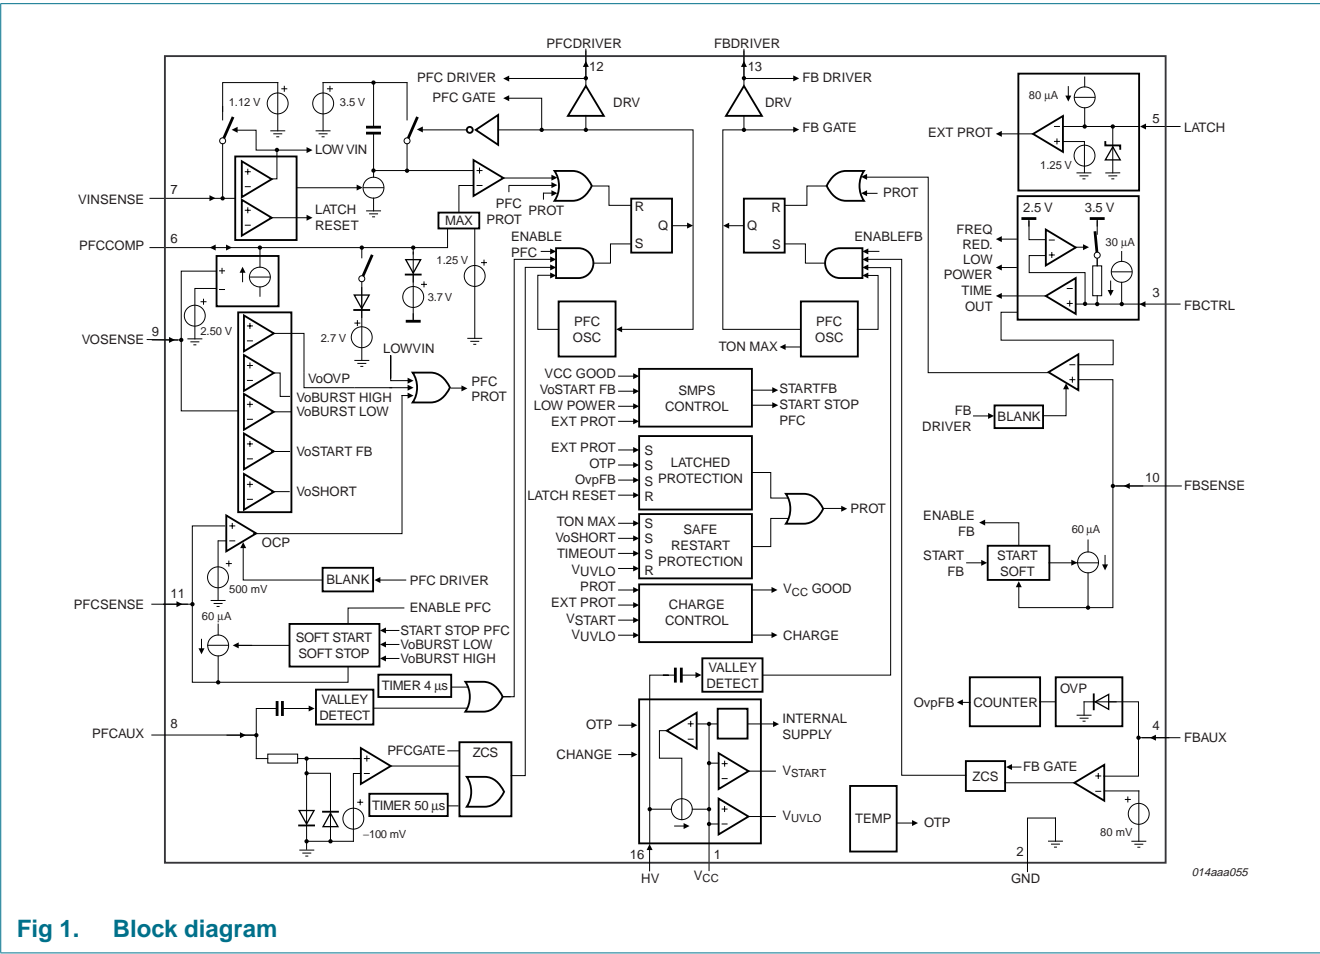 PFCDRIVER
FBDRIVER
12
13
PFC DRIVER
FB DRIVER
PFC GATE
DRV
DRV
FB GATE
1.12 V
3.5 V
LOW VIN
80 µA
EXT PROT
1.25 V
5
LATCH
VINSENSE
7
LATCH
RESET
PFC
PROT
PROT
R
Q
S
R
Q
S
PROT
MAX
PFCCOMP
6
ENABLE
PFC
ENABLEFB
1.25 V
3.7 V
2.7 V
2.5 V
3.5 V
30 µA
FREQ
RED.
LOW
POWER
TIME
OUT
3
FBCTRL
2.50 V
VOSENSE
9
PFC
OSC
PFC
OSC
TON MAX
LOWVIN
VoOVP
VoBURST HIGH
VoBURST LOW
PFC
PROT
VoSTART FB
VoSHORT
VCC GOOD
VoSTART FB
LOW POWER
EXT PROT
SMPS
CONTROL
STARTFB
START STOP
PFC
FB
DRIVER
BLANK
EXT PROT
OTP
OvpFB
LATCH RESET
S
S
S
R
LATCHED
PROTECTION
PROT
10
FBSENSE
TON MAX
VoSHORT
TIMEOUT
VUVLO
S
S
S
R
SAFE
RESTART
PROTECTION
OCP
500 mV
BLANK
PFC DRIVER
ENABLE
FB
START
FB
START
SOFT
60 µA
PFCSENSE
11
60 µA
ENABLE PFC
SOFT START
SOFT STOP
START STOP PFC
VoBURST LOW
VoBURST HIGH
PROT
EXT PROT
VSTART
VUVLO
CHARGE
CONTROL
VCC GOOD
CHARGE
TIMER 4 µs
VALLEY
DETECT
VALLEY
DETECT
PFCAUX
8
PFCGATE
ZCS
TIMER 50 µs
–100 mV
OTP
CHANGE
INTERNAL
SUPPLY
VSTART
VUVLO
16
1
HV
VCC
OvpFB
COUNTER
OVP
4
FBAUX
FB GATE
ZCS
80 mV
TEMP
OTP
2
GND
014aaa055
Fig 1. Block diagram